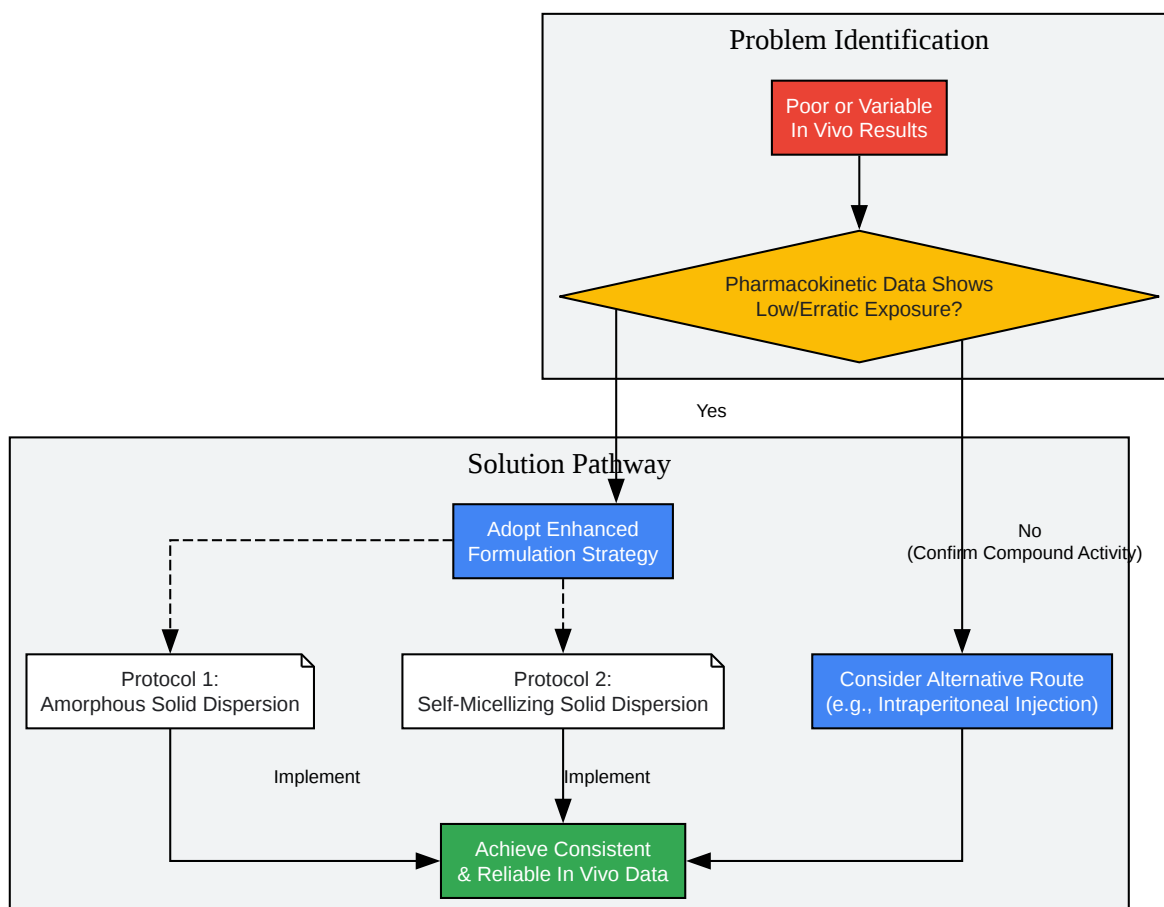 Problem Identification
Poor or Variable
In Vivo Results
Pharmacokinetic Data Shows
Low/Erratic Exposure?
Yes
Solution Pathway
Adopt Enhanced
Formulation Strategy
No
(Confirm Compound Activity)
Protocol 1:
Amorphous Solid Dispersion
Protocol 2:
Self-Micellizing Solid Dispersion
Consider Alternative Route
(e.g., Intraperitoneal Injection)
Implement
Implement
Achieve Consistent
& Reliable In Vivo Data